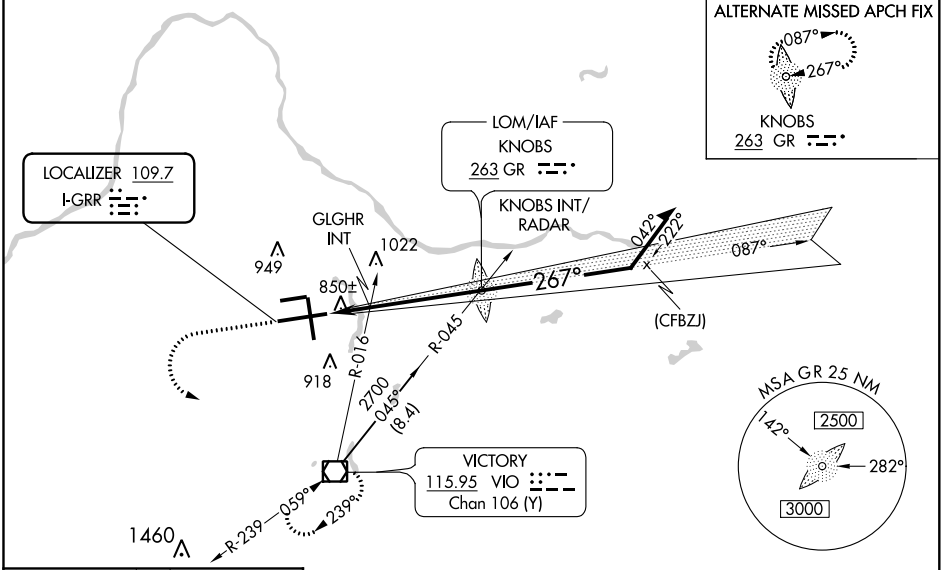 ALTERNATE MISSED APCH FIX
087°
267°
KNOBS
263 GR
LOM/IAF
KNOBS
263 GR
LOCALIZER 109.7
I-GRR
GLGHR
INT
KNOBS INT/
RADAR
1022
949
850±
042°
222°
087°
267°
(CFBZJ)
918
R-016
R-045
2700
045°
(8.4)
MSA GR 25 NM
142°
2500
282°
3000
VICTORY
115.95 VIO
Chan 106 (Y)
R-239
059°
239°
1460